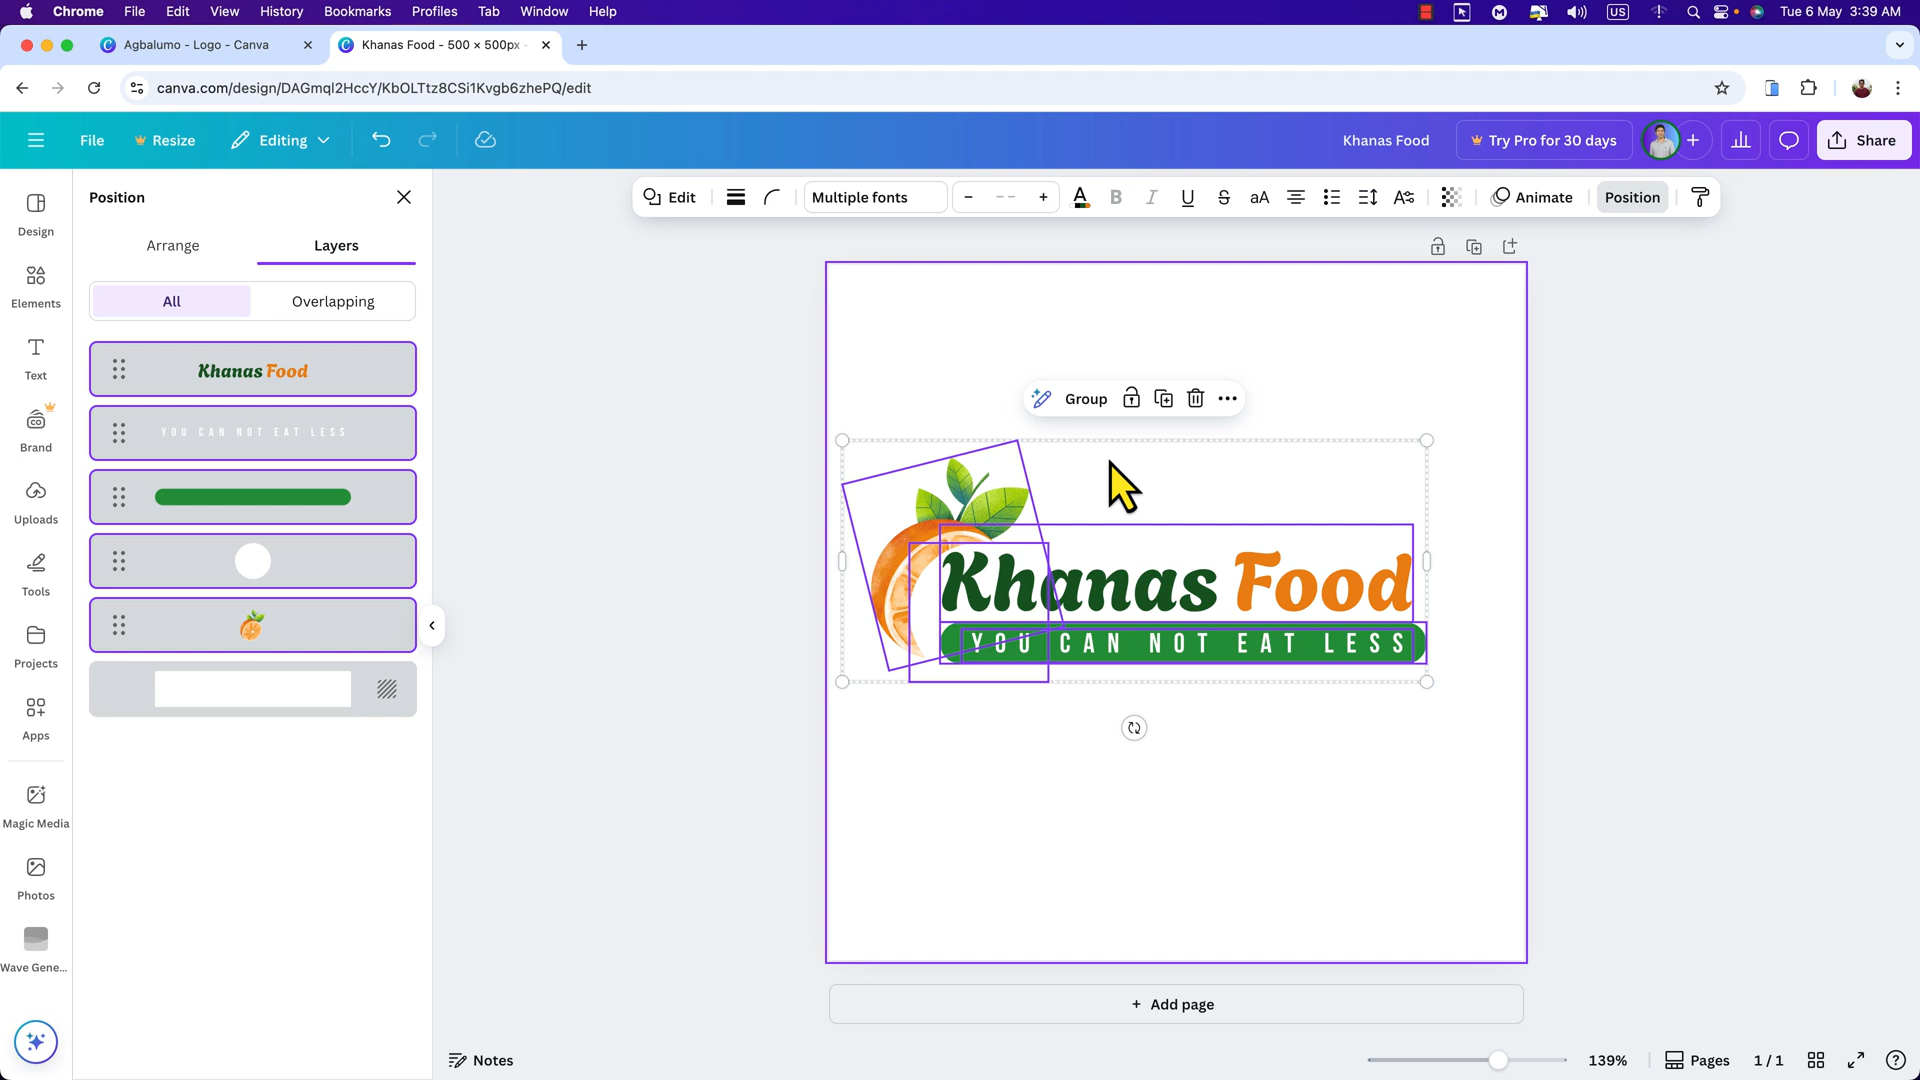 Chrome File Edit View History Bookmarks Profiles Tab Window Help
US Tue 6 May 3:39 AM
Agbalumo - Logo - Canva
Khanas Food - 500 × 500px -
canva.com/design/DAGmql2HccY/KbOLTtz8CSi1Kvgb6zhePQ/edit
File Resize Editing Khanas Food Try Pro for 30 days Share
Position
Edit Multiple fonts - -- + A B I U S aA Animate Position
Arrange Layers
All Overlapping
Design
Elements
Text
Brand
Uploads
Tools
Projects
Apps
Magic Media
Photos
Wave Gene...
Khanas Food
YOU CAN NOT EAT LESS
Group
Khanas Food
YOU CAN NOT EAT LESS
+ Add page
Notes 139% Pages 1/1